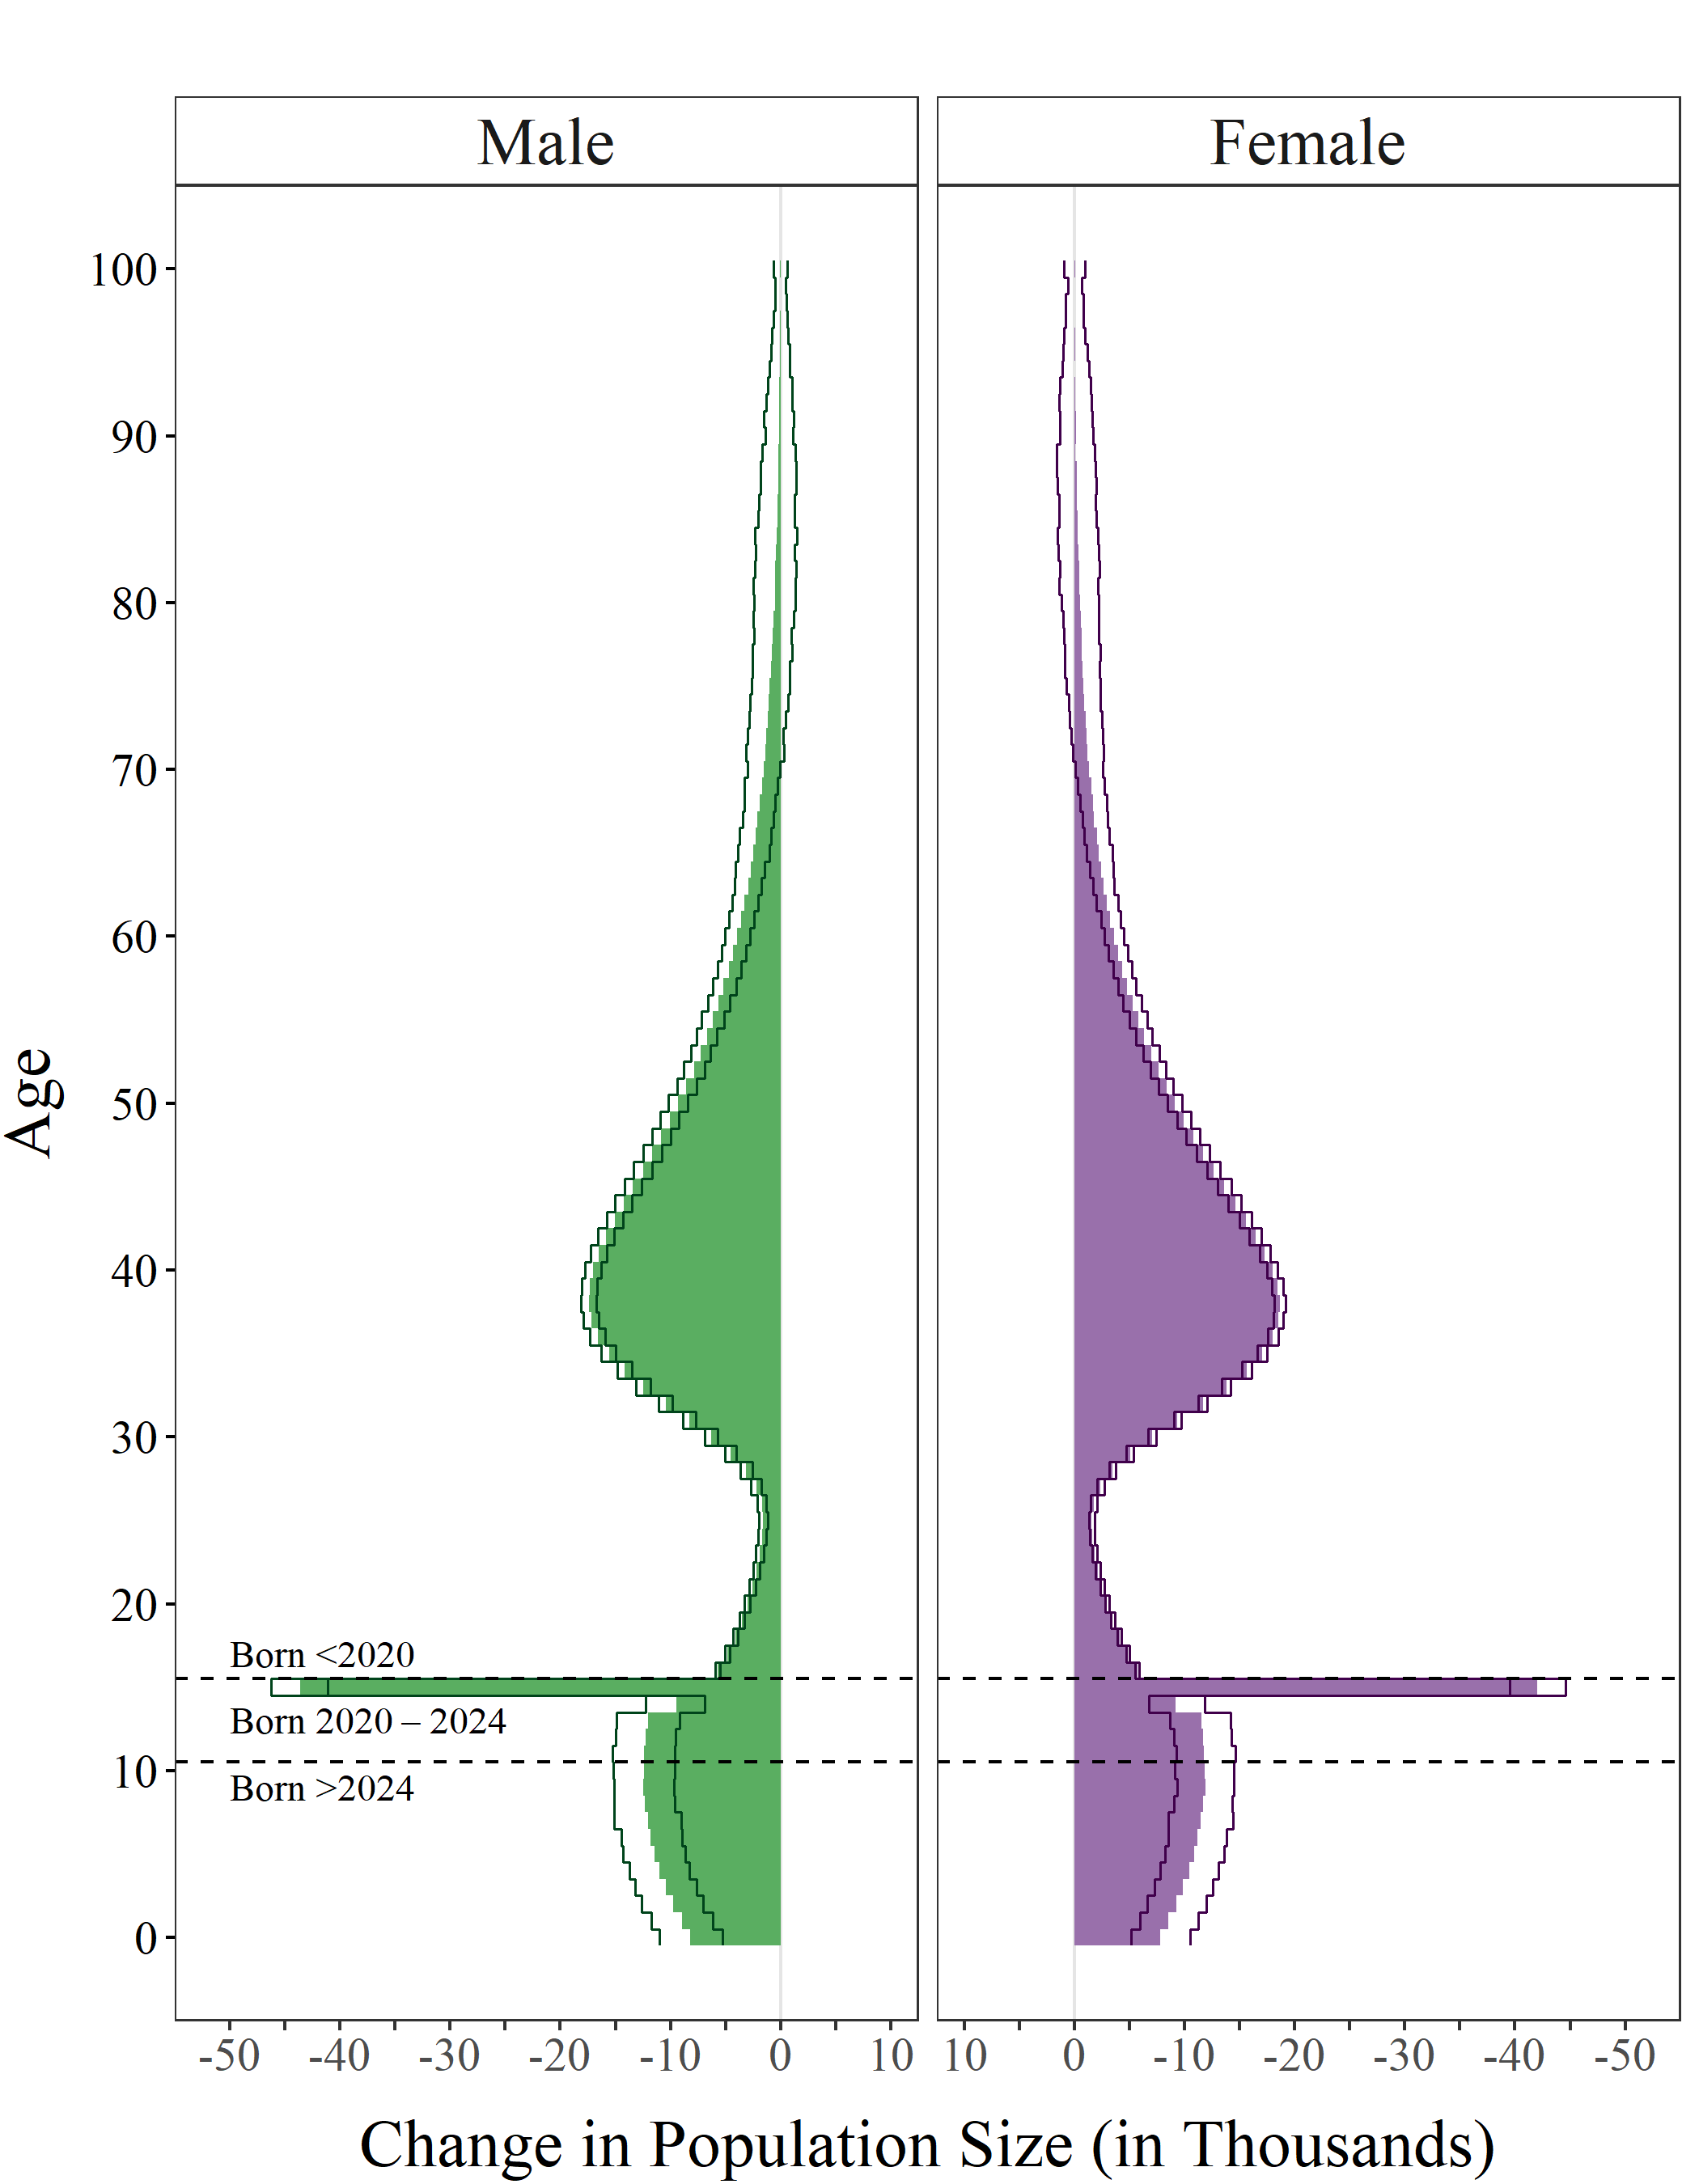 Male
Female
Age
100
90
80
70
60
50
40
30
20
10
0
Born <2020
Born 2020 – 2024
Born >2024
-50 -40 -30 -20 -10 0 10
10 0 -10 -20 -30 -40 -50
Change in Population Size (in Thousands)